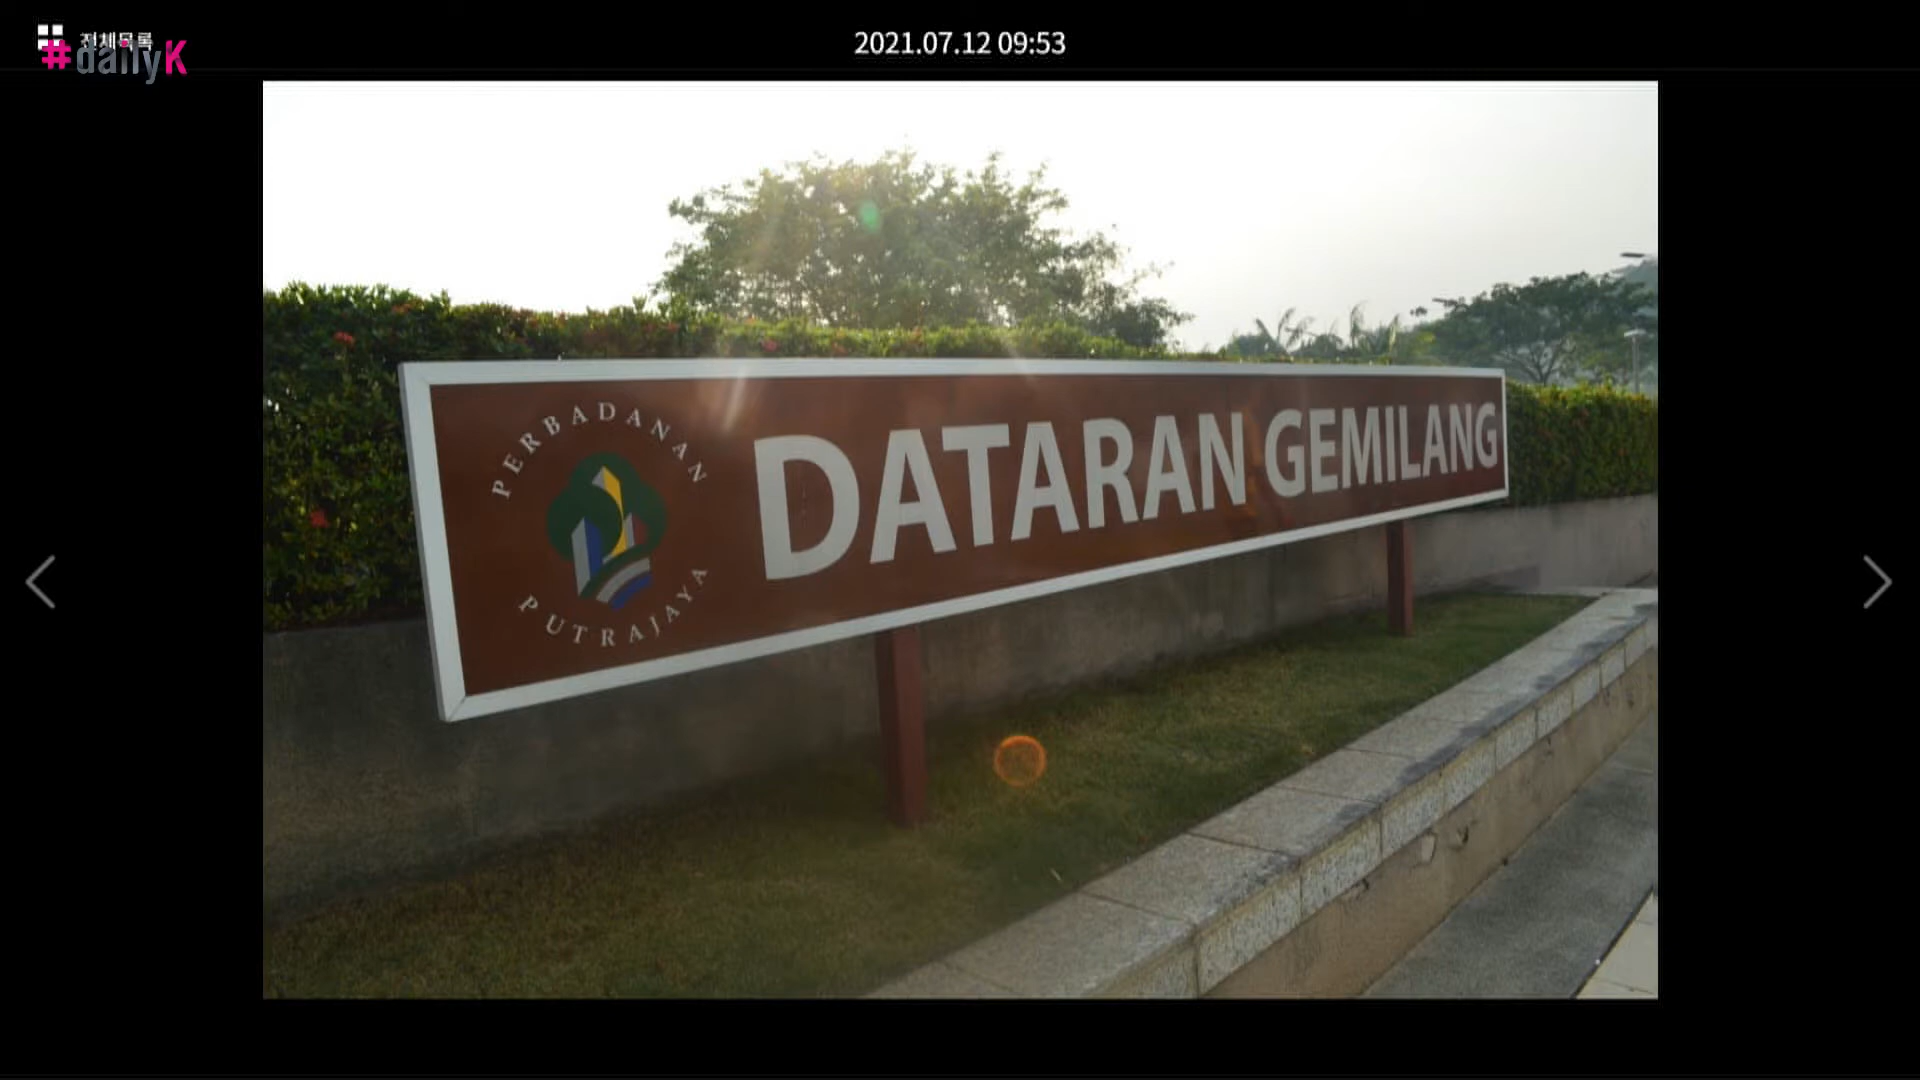 전체목록
#dailyK
2021.07.12 09:53
PERBADANAN
PUTRAJAYA
DATARAN GEMILANG